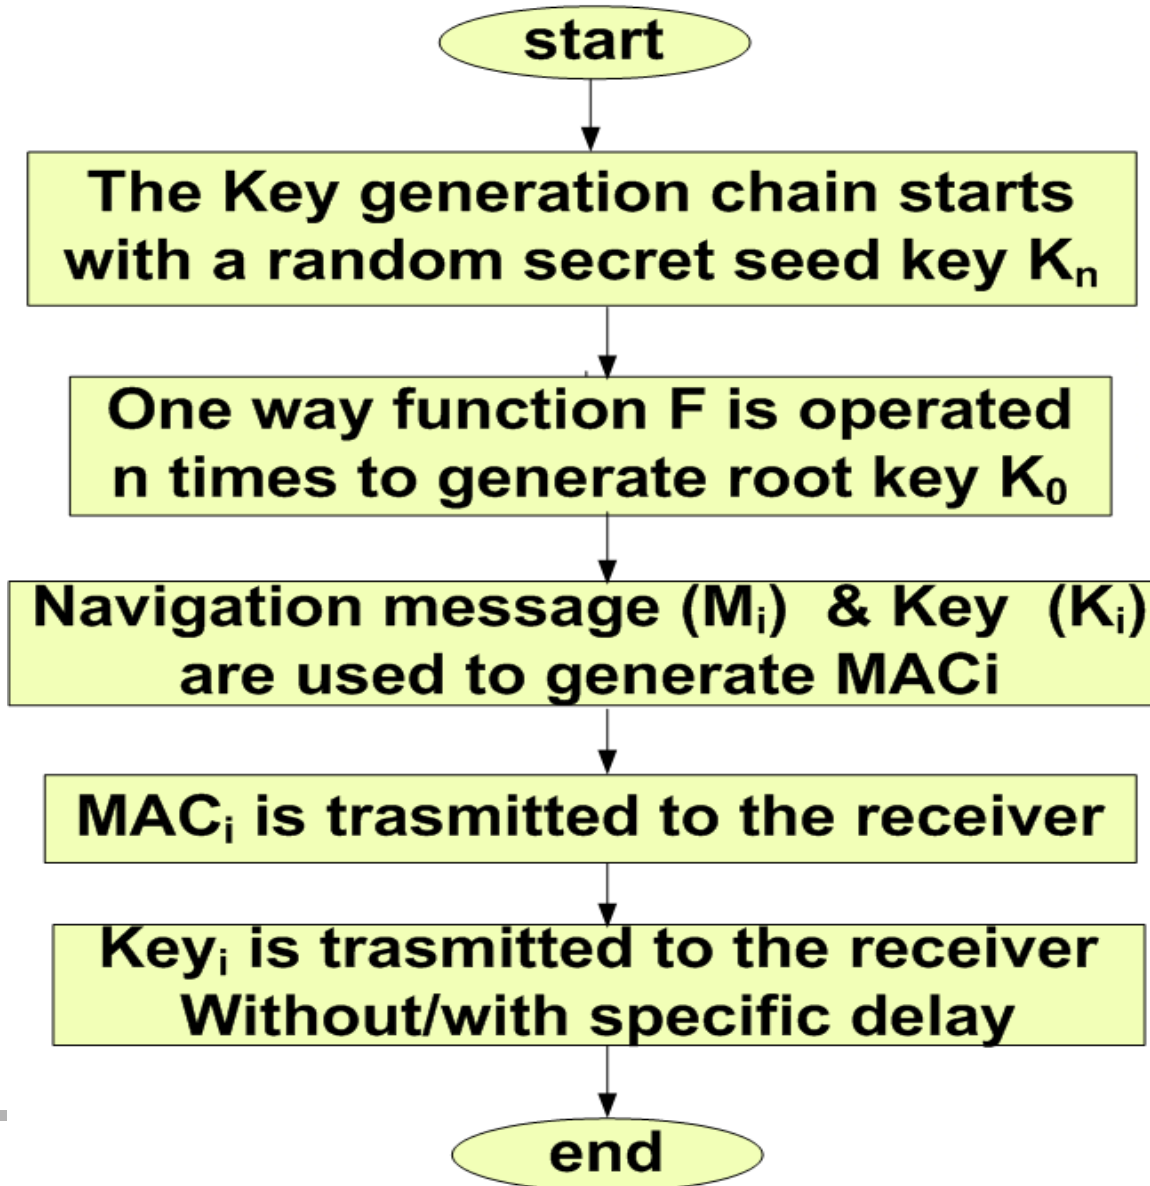 start
The Key generation chain starts
with a random secret seed key Kₙ
One way function F is operated
n times to generate root key K₀
Navigation message (Mᵢ) & Key (Kᵢ)
are used to generate MACi
MACᵢ is trasmitted to the receiver
Keyᵢ is trasmitted to the receiver
Without/with specific delay
end